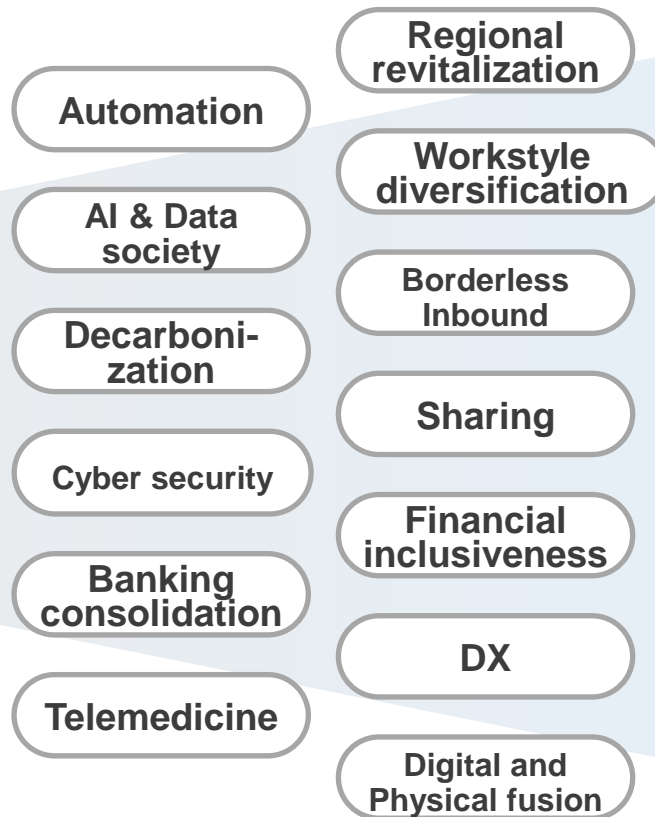 Automation
AI & Data
society
Decarboni-
zation
Cyber security
Banking
consolidation
Telemedicine
Regional
revitalization
Workstyle
diversification
Borderless
Inbound
Sharing
Financial
inclusiveness
DX
Digital and
Physical fusion